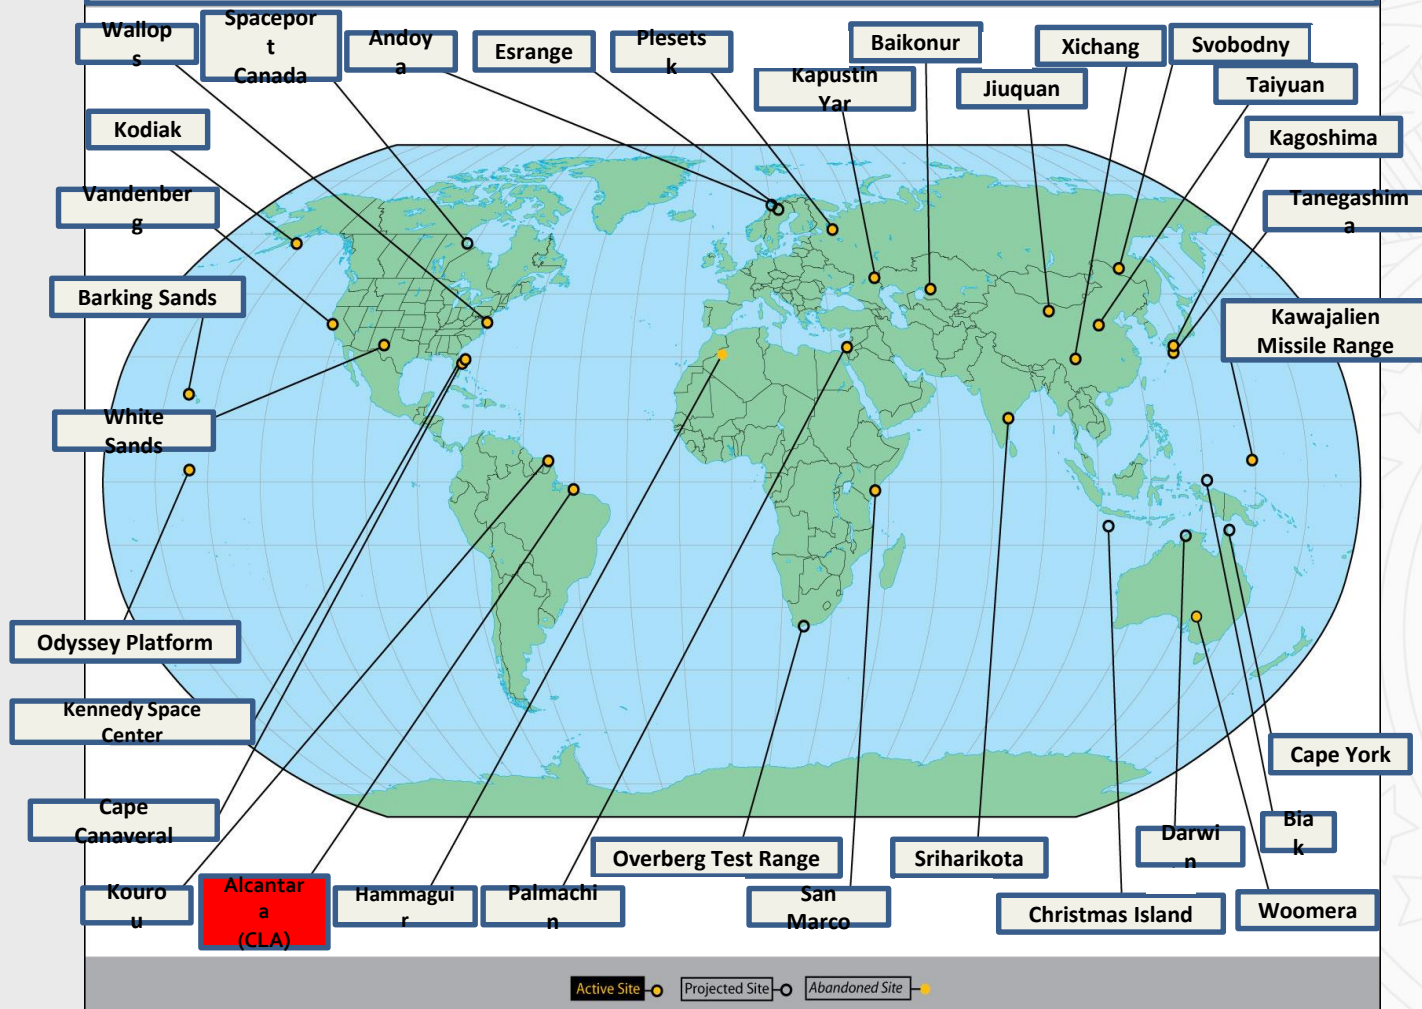 Wallop
s
Spacepor
t
Canada
Andoy
a
Esrange
Plesets
k
Baikonur
Kapustin
Yar
Xichang
Svobodny
Jiuquan
Taiyuan
Kodiak
Kagoshima
Vandenber
g
Tanegashim
a
Barking Sands
Kawajalien
Missile Range
White
Sands
Odyssey Platform
Kennedy Space
Center
Cape
Canaveral
Cape York
Bia
k
Darwi
n
Overberg Test Range
Sriharikota
Kouro
u
Alcantar
a
(CLA)
Hammagui
r
Palmachi
n
San
Marco
Christmas Island
Woomera
Active Site
Projected Site
Abandoned Site